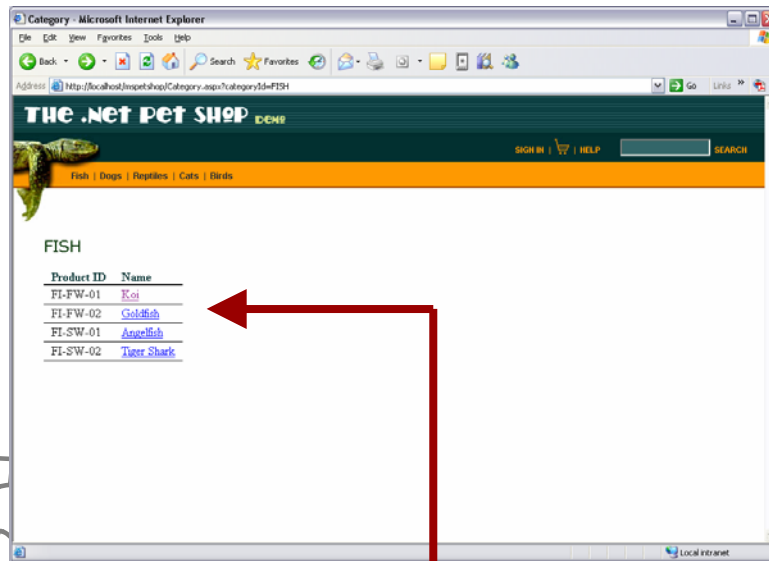 Category - Microsoft Internet Explorer
File Edit View Favorites Tools Help
Back Search Favorites
Address http://localhost/mspetshop/Category.aspx?categoryId=FISH Go Links »
THE .NET PET SHOP DEMO
SIGN IN | | HELP SEARCH
Fish | Dogs | Reptiles | Cats | Birds
FISH
Product ID Name
FI-FW-01 Koi
FI-FW-02 Goldfish
FI-SW-01 Angelfish
FI-SW-02 Tiger Shark
Local intranet